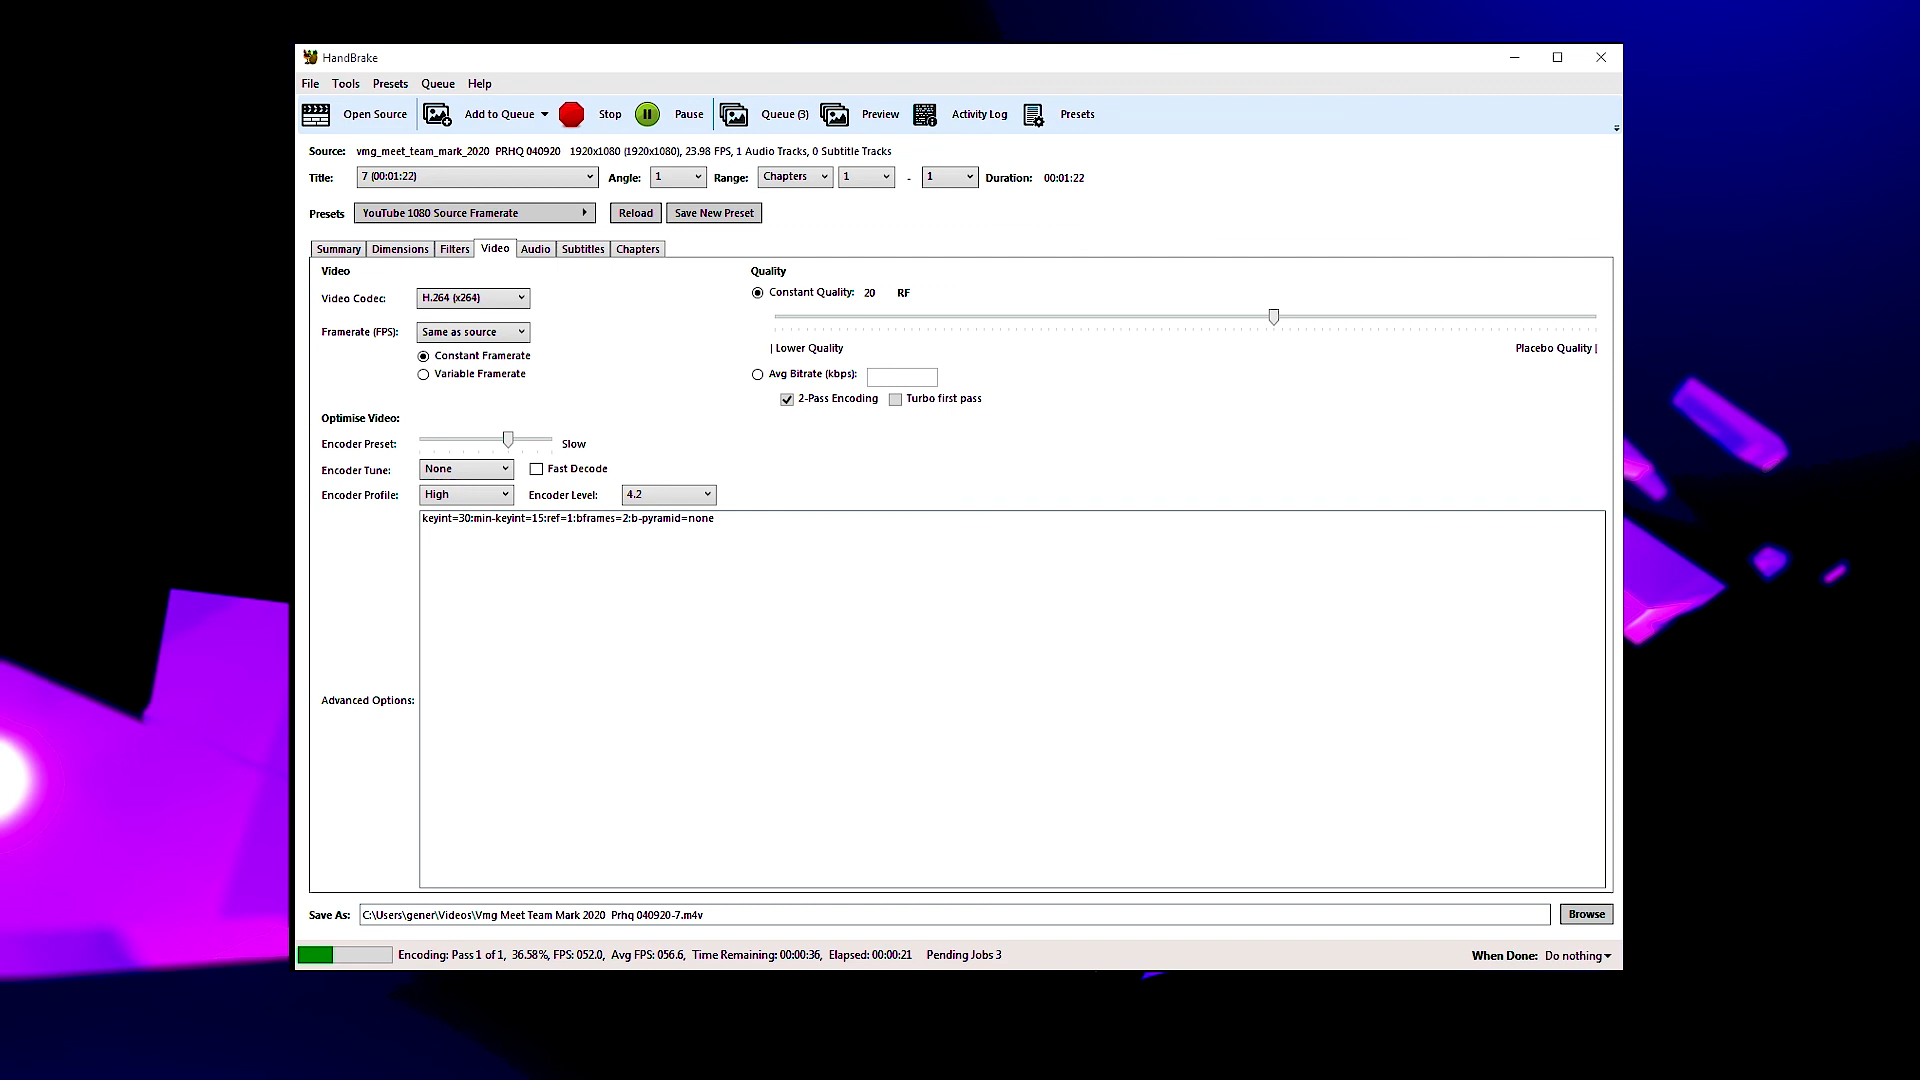 HandBrake
File Tools Presets Queue Help
Open Source Add to Queue Stop Pause Queue (3) Preview Activity Log Presets
Source: vmg_meet_team_mark_2020 PRHQ 040920 1920x1080 (1920x1080), 23.98 FPS, 1 Audio Tracks, 0 Subtitle Tracks
Title: 7 (00:01:22) Angle: 1 Range: Chapters 1 - 1 Duration: 00:01:22
Presets YouTube 1080 Source Framerate Reload Save New Preset
Summary Dimensions Filters Video Audio Subtitles Chapters
Video
Video Codec: H.264 (x264)
Framerate (FPS): Same as source
Constant Framerate
Variable Framerate
Quality
Constant Quality: 20 RF
| Lower Quality Placebo Quality |
Avg Bitrate (kbps):
2-Pass Encoding Turbo first pass
Optimise Video:
Encoder Preset: Slow
Encoder Tune: None Fast Decode
Encoder Profile: High Encoder Level: 4.2
keyint=30:min-keyint=15:ref=1:bframes=2:b-pyramid=none
Advanced Options:
Save As: C:\Users\gener\Videos\Vmg Meet Team Mark 2020 Prhq 040920-7.m4v Browse
Encoding: Pass 1 of 1, 36.58%, FPS: 052.0, Avg FPS: 056.6, Time Remaining: 00:00:36, Elapsed: 00:00:21 Pending Jobs 3 When Done: Do nothing